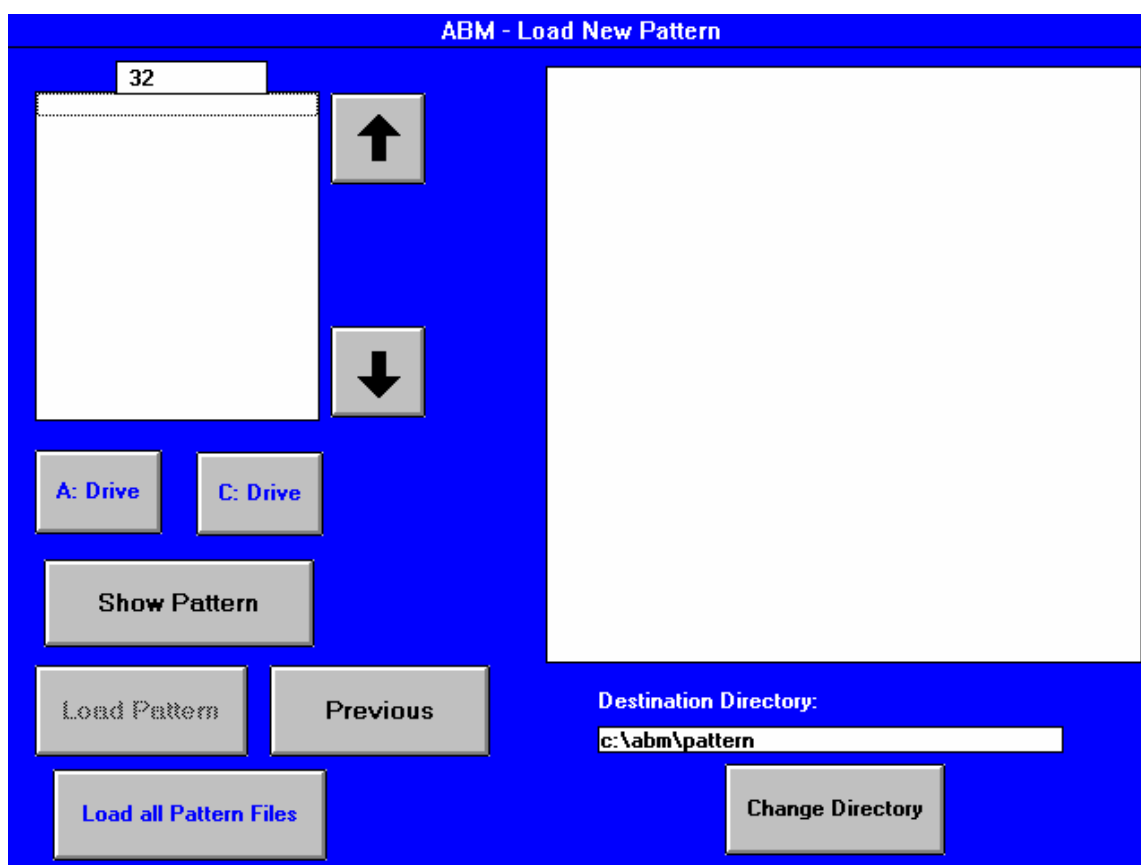 ABM - Load New Pattern
32
A: Drive
C: Drive
Show Pattern
Load Pattern
Previous
Load all Pattern Files
Destination Directory:
c:\abm\pattern
Change Directory